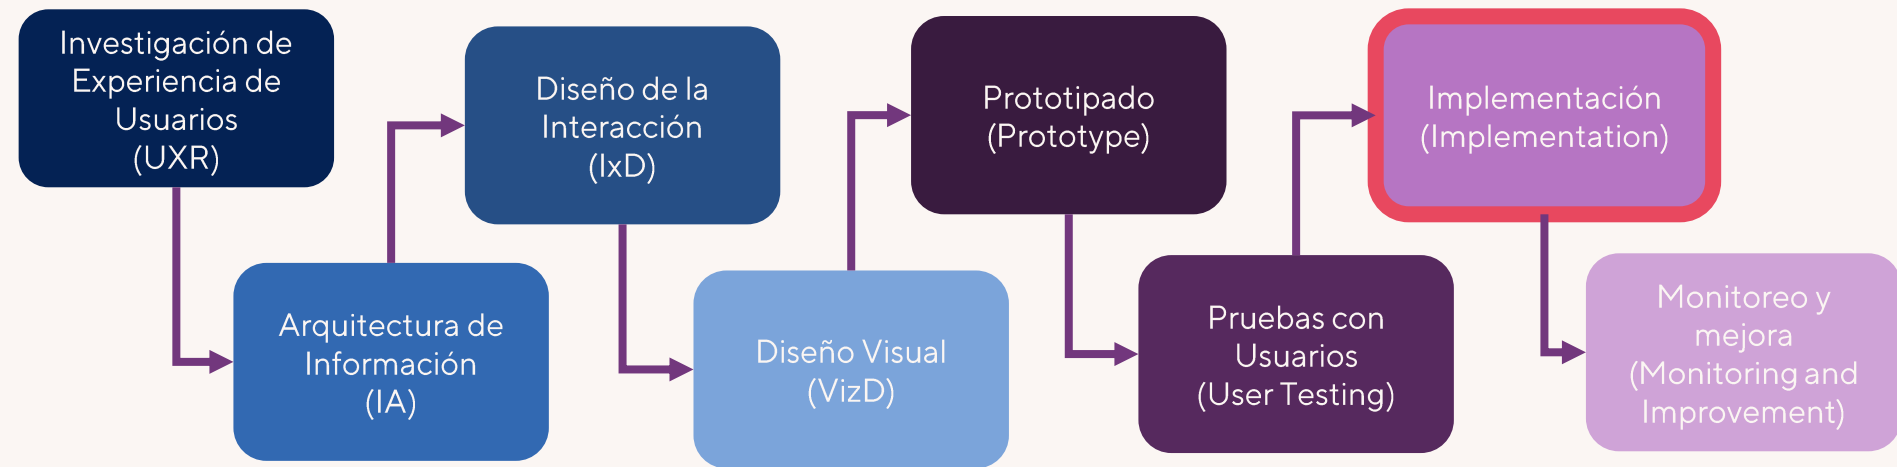 Investigación de
Experiencia de
Usuarios
(UXR)
Arquitectura de
Información
(IA)
Diseño de la
Interacción
(IxD)
Diseño Visual
(VizD)
Prototipado
(Prototype)
Pruebas con
Usuarios
(User Testing)
Implementación
(Implementation)
Monitoreo y
mejora
(Monitoring and
Improvement)